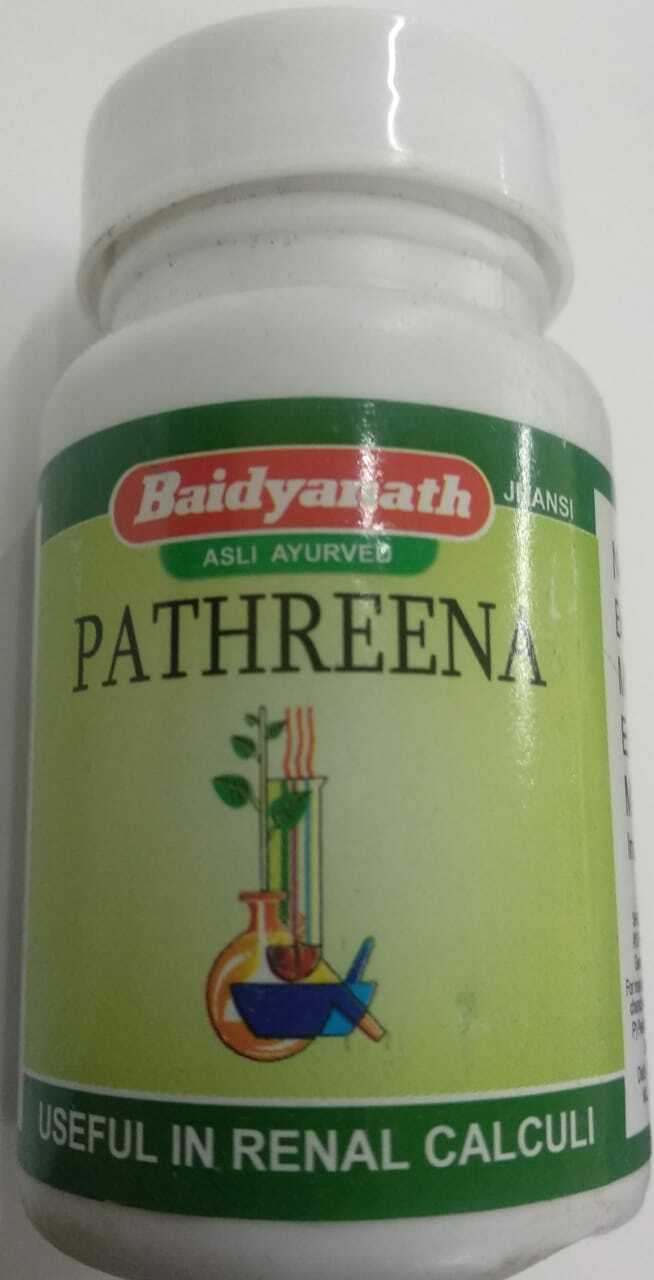 Baidyanath
JHANSI
ASLI AYURVED
PATHREENA
USEFUL IN RENAL CALCULI